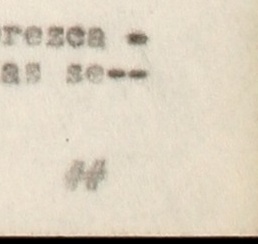 rezca -
as se--
##